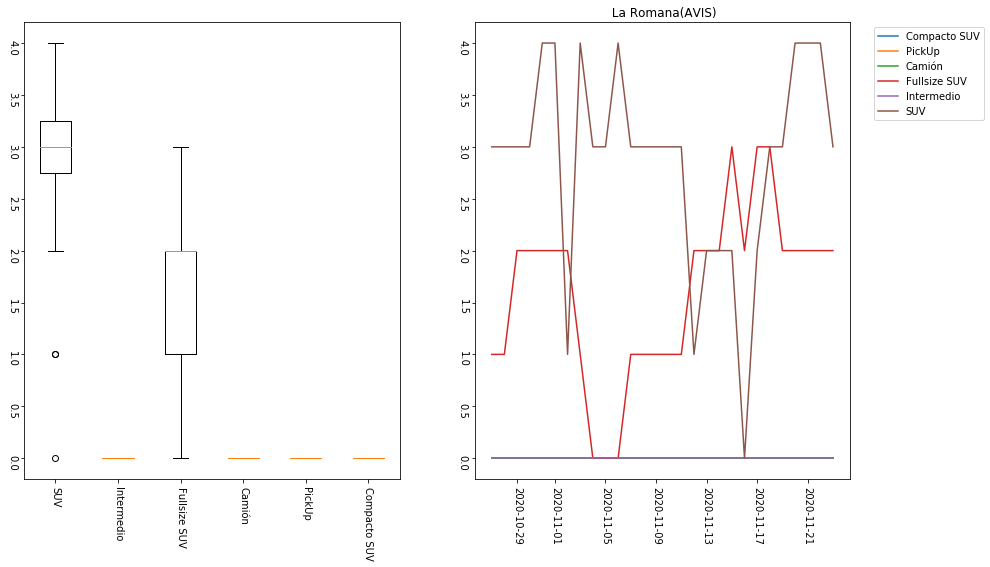 La Romana(AVIS)
4.0
3.5
3.0
2.5
2.0
1.5
1.0
0.5
0.0
SUV
Intermedio
Fullsize SUV
Camión
PickUp
Compacto SUV
4.0
3.5
3.0
2.5
2.0
1.5
1.0
0.5
0.0
2020-10-29
2020-11-01
2020-11-05
2020-11-09
2020-11-13
2020-11-17
2020-11-21
Compacto SUV
PickUp
Camión
Fullsize SUV
Intermedio
SUV